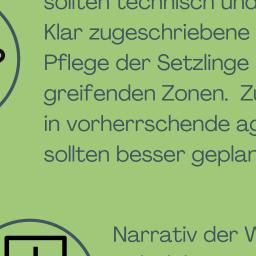 sollten technisch und
Klar zugeschriebene
Pflege der Setzlinge
greifenden Zonen. Zu
in vorherrschende ag
sollten besser geplan
Narrativ der W